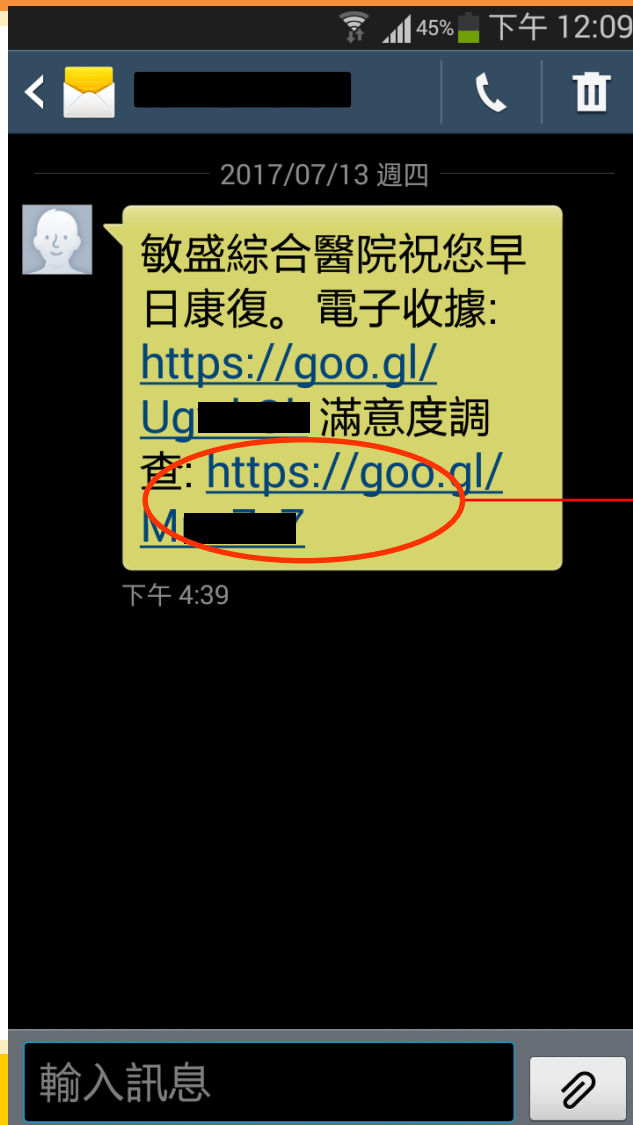 45% 下午 12:09
2017/07/13 週四
敏盛綜合醫院祝您早
日康復。 電子收據:
https://goo.gl/
Ug 滿意度調
查: https://goo.gl/
M
下午 4:39
輸入訊息